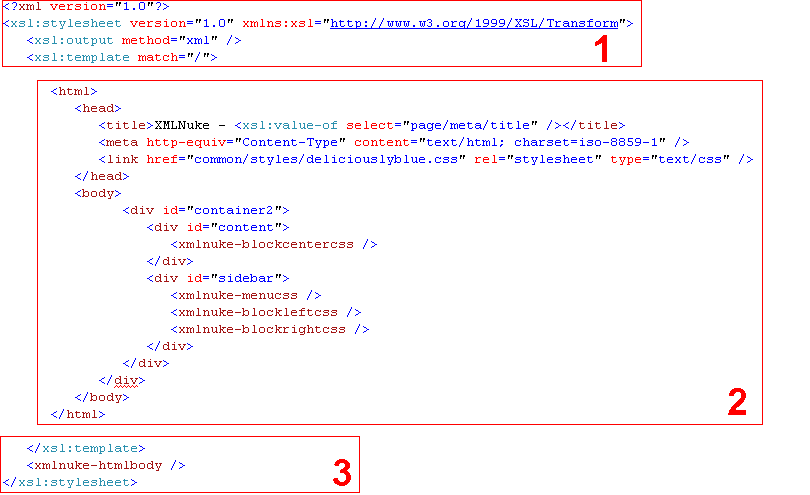 <?xml version="1.0"?>
<xsl:stylesheet version="1.0" xmlns:xsl="http://www.w3.org/1999/XSL/Transform">
   <xsl:output method="xml" />
   <xsl:template match="/">
1
      <html>
         <head>
            <title>XMLNuke - <xsl:value-of select="page/meta/title" /></title>
            <meta http-equiv="Content-Type" content="text/html; charset=iso-8859-1" />
            <link href="common/styles/deliciouslyblue.css" rel="stylesheet" type="text/css" />
         </head>
         <body>
               <div id="container2">
                  <div id="content">
                     <xmlnuke-blockcentercss />
                  </div>
                  <div id="sidebar">
                     <xmlnuke-menucss />
                     <xmlnuke-blockleftcss />
                     <xmlnuke-blockrightcss />
                  </div>
               </div>
            </div>
         </body>
      </html>
2
   </xsl:template>
   <xmlnuke-htmlbody />
</xsl:stylesheet>
3